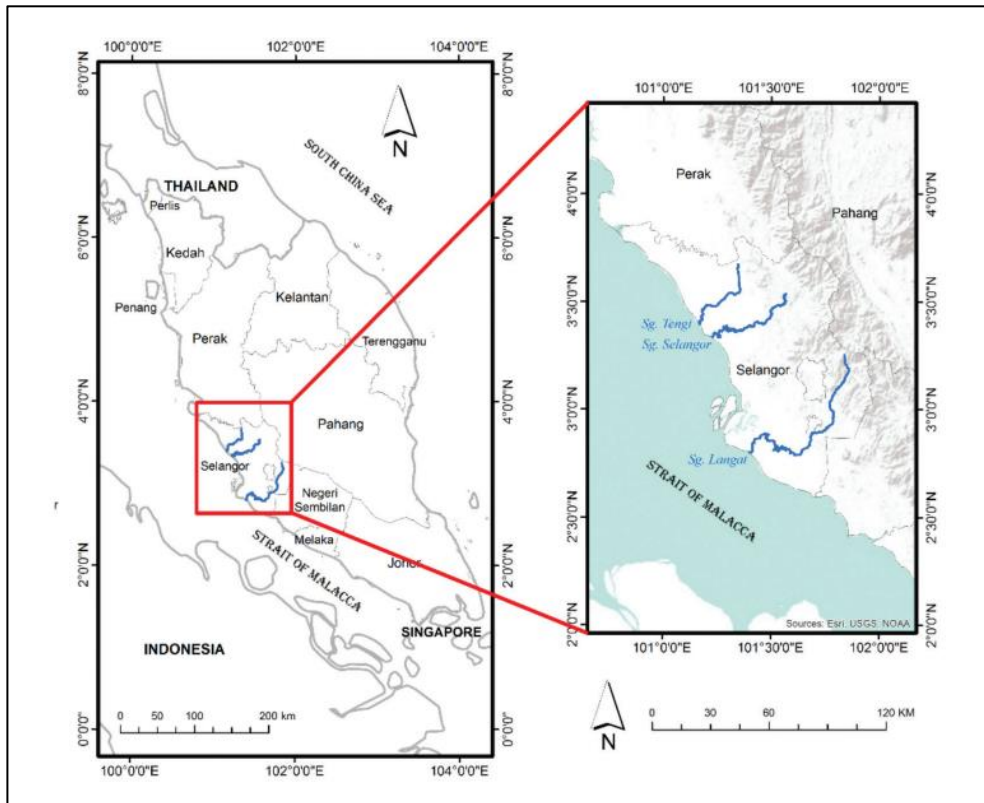 100°0'0"E
102°0'0"E
104°0'0"E
8°0'0"N
6°0'0"N
4°0'0"N
2°0'0"N
0°0'0"
8°0'0"N
6°0'0"N
4°0'0"N
2°0'0"N
0°0'0"
N
SOUTH CHINA SEA
THAILAND
Perlis
Kedah
Penang
Kelantan
Perak
Terengganu
Pahang
Selangor
Negeri
Sembilan
Melaka
Johor
STRAIT OF MALACCA
SINGAPORE
INDONESIA
0 50 100 200 km
100°0'0"E
102°0'0"E
104°0'0"E
r
101°0'0"E
101°30'0"E
102°0'0"E
4°0'0"N
3°30'0"N
3°0'0"N
2°30'0"N
2°0'0"N
4°0'0"N
3°30'0"N
3°0'0"N
2°30'0"N
2°0'0"N
Perak
Pahang
Sg. Tengi
Sg. Selangor
Selangor
Sg. Langat
STRAIT OF MALACCA
Sources: Esri, USGS, NOAA
101°0'0"E
101°30'0"E
102°0'0"E
N
0 30 60 120 KM